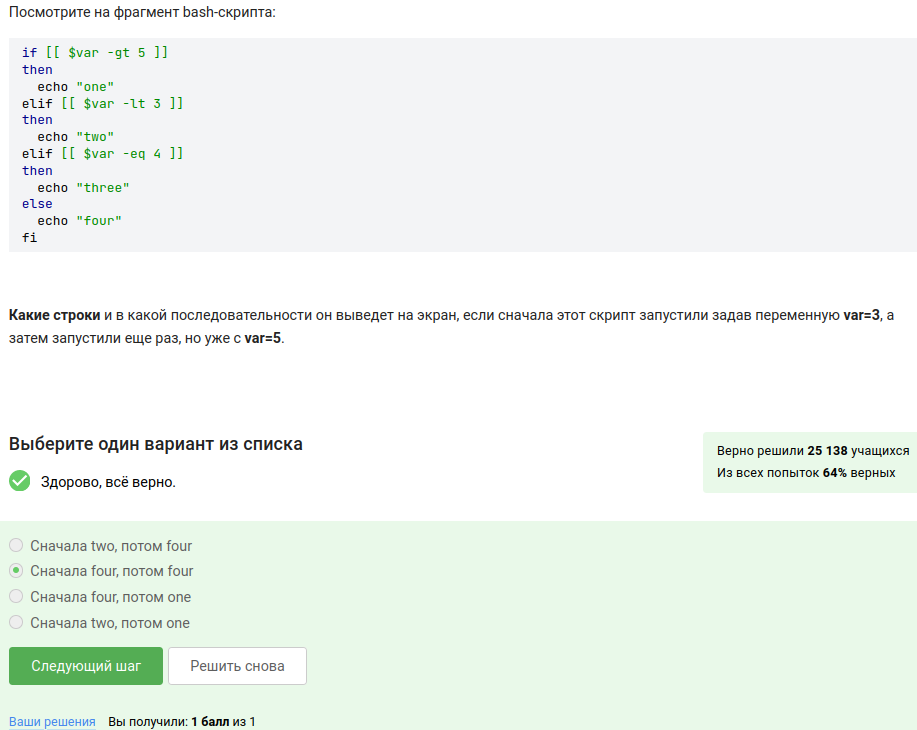 Посмотрите на фрагмент bash-скрипта:
if [[ $var -gt 5 ]]
then
  echo "one"
elif [[ $var -lt 3 ]]
then
  echo "two"
elif [[ $var -eq 4 ]]
then
  echo "three"
else
  echo "four"
fi
Какие строки и в какой последовательности он выведет на экран, если сначала этот скрипт запустили задав переменную var=3, а
затем запустили еще раз, но уже с var=5.
Выберите один вариант из списка
Верно решили 25 138 учащихся
Из всех попыток 64% верных
Здорово, всё верно.
Сначала two, потом four
Сначала four, потом four
Сначала four, потом one
Сначала two, потом one
Следующий шаг
Решить снова
Ваши решения Вы получили: 1 балл из 1